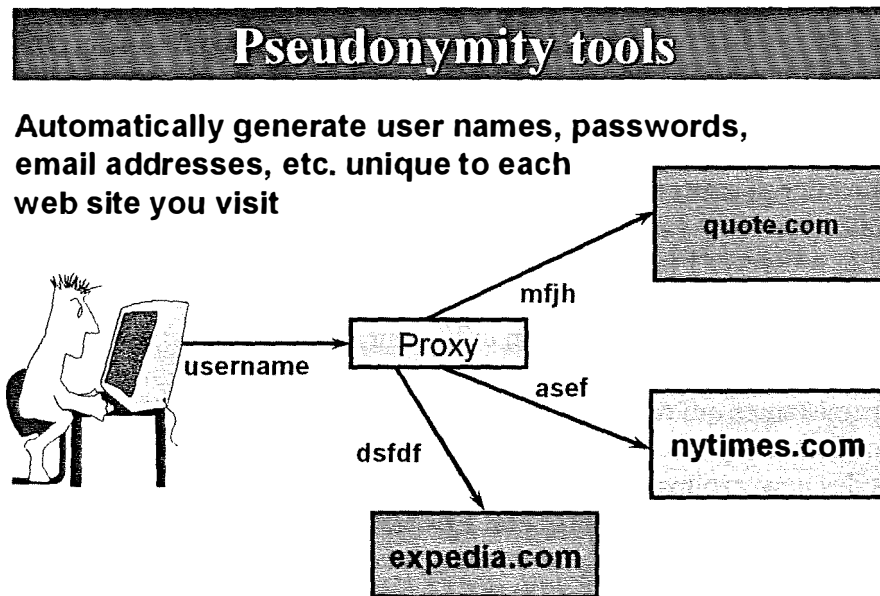 Pseudonymity tools
Automatically generate user names, passwords,
email addresses, etc. unique to each
web site you visit
quote.com
mfjh
Proxy
username
asef
nytimes.com
dsfdf
expedia.com